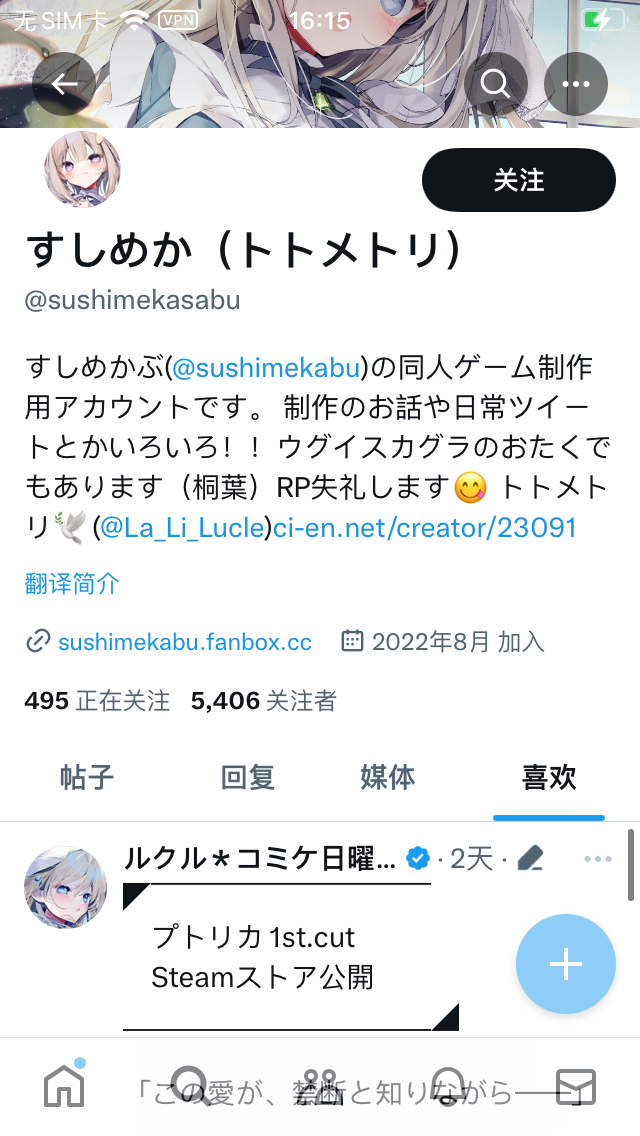 无SIM卡 VPN 16:15
关注
すしめか（トトメトリ）
@sushimekasabu
すしめかぶ(@sushimekabu)の同人ゲーム制作
用アカウントです。 制作のお話や日常ツイー
トとかいろいろ！！ウグイスカグラのおたくで
もあります（桐葉）RP失礼します😋 トトメト
リ🕊️(@La_Li_Lucle)ci-en.net/creator/23091
翻译简介
sushimekabu.fanbox.cc 2022年8月 加入
495 正在关注 5,406 关注者
帖子 回复 媒体 喜欢
ルクル＊コミケ日曜... · 2天 ·
プトリカ 1st.cut
Steamストア公開
「この愛が、禁断と知りながら――」